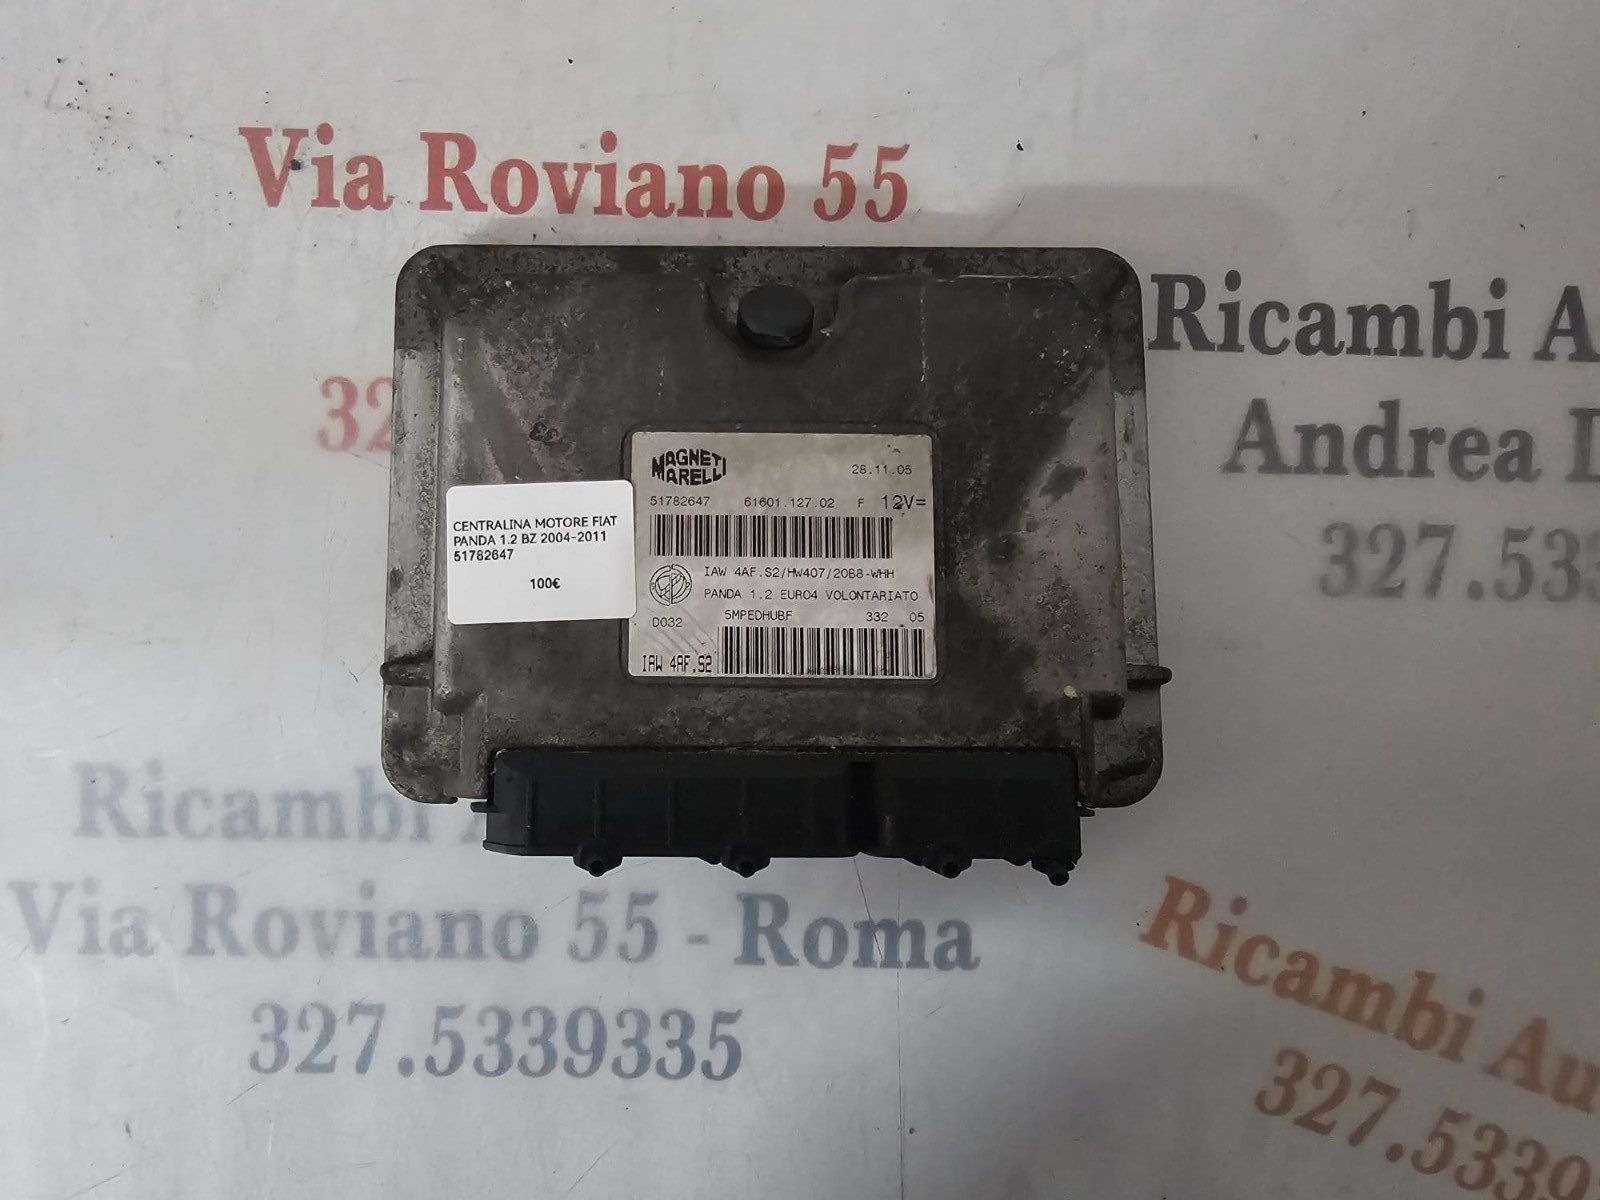 Via Roviano 55
32
Ricambi A
Andrea D
327.533
MAGNETI
MARELLI
28.11.05
51782647 61601.127.02 F 12V=
IAW 4AF.S2/HW407/20B8-WHH
PANDA 1.2 EURO4 VOLONTARIATO
5MPEDHUBF 332 05
D032
IAW 4AF.S2
CENTRALINA MOTORE FIAT
PANDA 1.2 BZ 2004-2011
51782647
100€
Ricambi A
Via Roviano 55 - Roma
327.5339335
Ricambi Au
327.5339